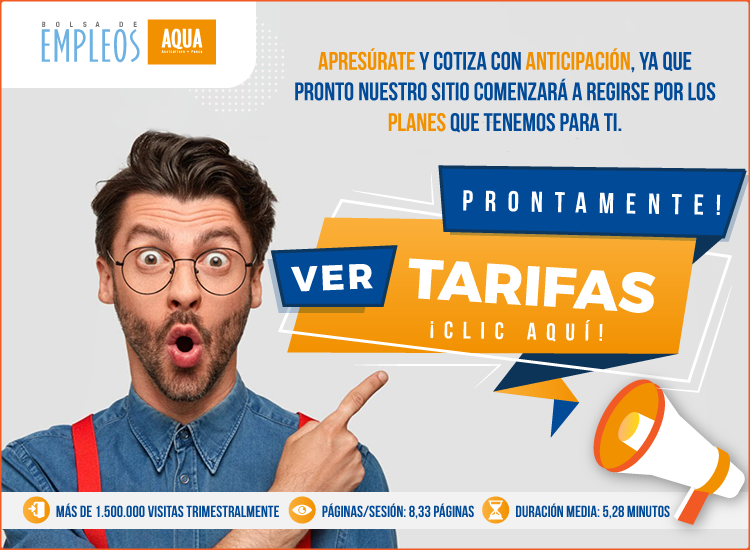 BOLSA DE
EMPLEOS
AQUA
Acuicultura + Pesca
APRESÚRATE Y COTIZA CON ANTICIPACIÓN, YA QUE
PRONTO NUESTRO SITIO COMENZARÁ A REGIRSE POR LOS
PLANES QUE TENEMOS PARA TI.
PRONTAMENTE!
VER TARIFAS
¡CLIC AQUÍ!
MÁS DE 1.500.000 VISITAS TRIMESTRALMENTE PÁGINAS/SESIÓN: 8,33 PÁGINAS DURACIÓN MEDIA: 5,28 MINUTOS